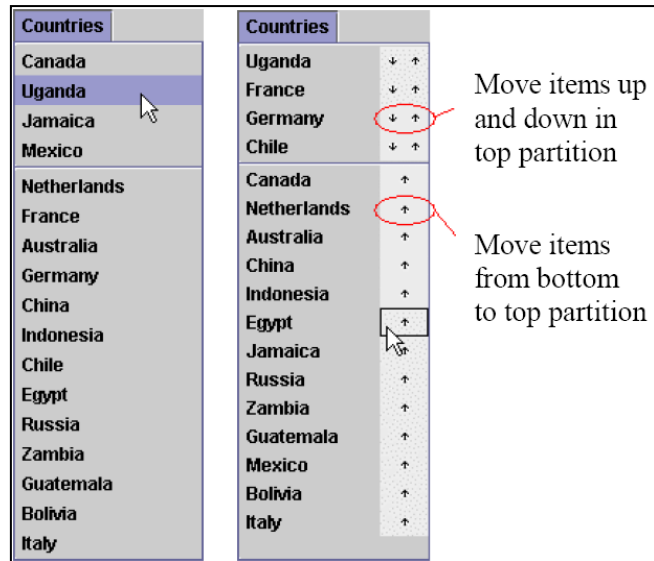 Countries
Canada
Uganda
Jamaica
Mexico
Netherlands
France
Australia
Germany
China
Indonesia
Chile
Egypt
Russia
Zambia
Guatemala
Bolivia
Italy
Countries
Uganda ↓ ↑
France ↓ ↑
Germany ↓ ↑
Chile ↓ ↑
Canada ↑
Netherlands ↑
Australia ↑
China ↑
Indonesia ↑
Egypt ↑
Jamaica ↑
Russia ↑
Zambia ↑
Guatemala ↑
Mexico ↑
Bolivia ↑
Italy ↑
Move items up
and down in
top partition
Move items
from bottom
to top partition